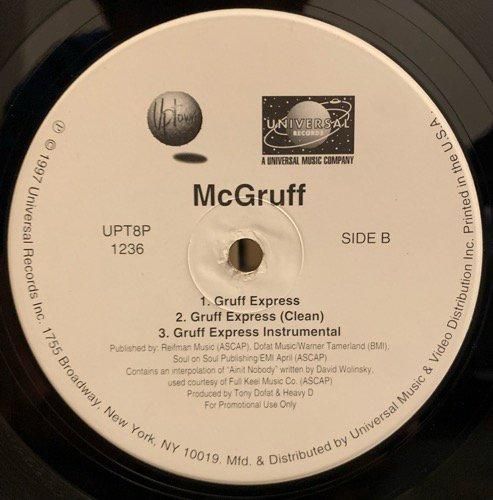 Uptown
UNIVERSAL
RECORDS
A UNIVERSAL MUSIC COMPANY
McGruff
UPT8P
1236
SIDE B
1. Gruff Express
2. Gruff Express (Clean)
3. Gruff Express Instrumental
Published by: Reifman Music (ASCAP), Dofat Music/Warner Tamerland (BMI),
Soul on Soul Publishing/EMI April (ASCAP)
Contains an interpolation of "Ainit Nobody" written by David Wolinsky,
used courtesy of Full Keel Music Co. (ASCAP)
Produced by Tony Dofat & Heavy D
For Promotional Use Only
℗ © 1997 Universal Records Inc. 1755 Broadway, New York, NY 10019. Mfd. & Distributed by Universal Music & Video Distribution Inc. Printed in the U.S.A.